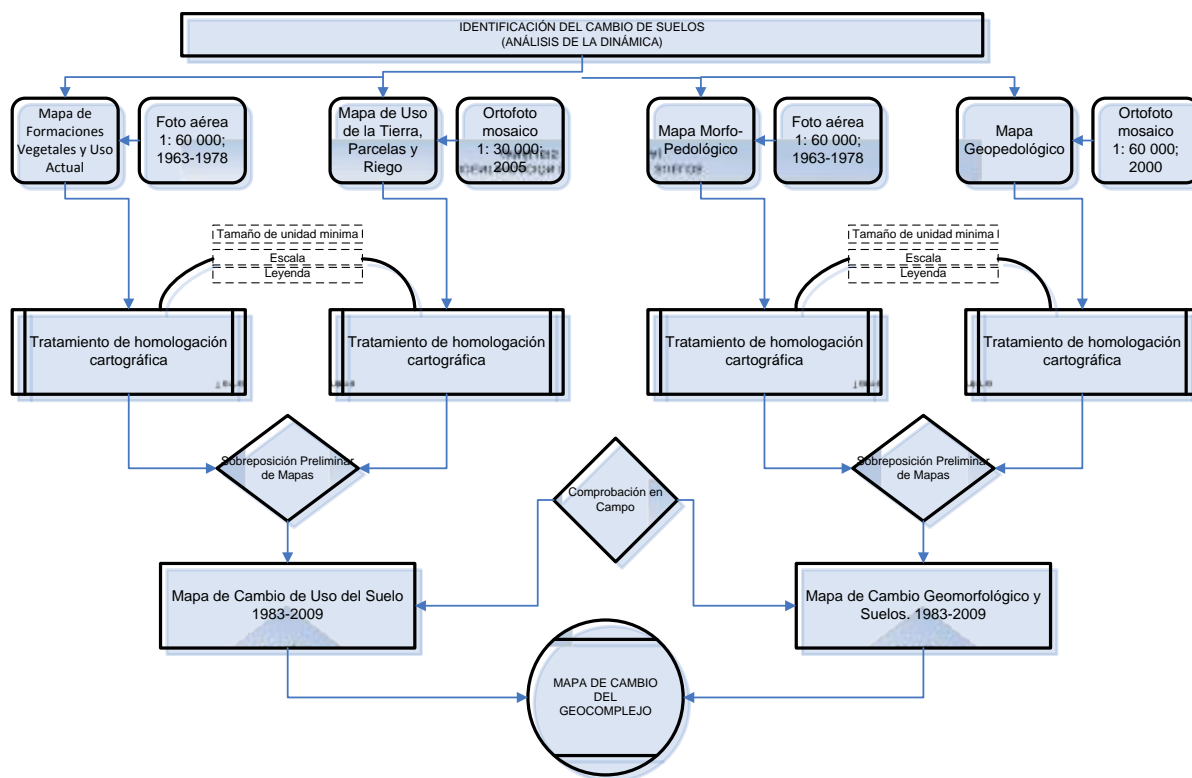 IDENTIFICACIÓN DEL CAMBIO DE SUELOS
(ANÁLISIS DE LA DINÁMICA)
Mapa de
Formaciones
Vegetales y Uso
Actual
Foto aérea
1: 60 000;
1963-1978
Mapa de Uso
de la Tierra,
Parcelas y
Riego
Ortofoto
mosaico
1: 30 000;
2005
Mapa Morfo-
Pedológico
Foto aérea
1: 60 000;
1963-1978
Mapa
Geopedológico
Ortofoto
mosaico
1: 60 000;
2000
Tamaño de unidad minima
Escala
Leyenda
Tamaño de unidad minima
Escala
Leyenda
Tratamiento de homologación
cartográfica
Tratamiento de homologación
cartográfica
Tratamiento de homologación
cartográfica
Tratamiento de homologación
cartográfica
Sobreposición Preliminar
de Mapas
Comprobación en
Campo
Sobreposición Preliminar
de Mapas
Mapa de Cambio de Uso del Suelo
1983-2009
Mapa de Cambio Geomorfológico y
Suelos. 1983-2009
MAPA DE CAMBIO
DEL
GEOCOMPLEJO